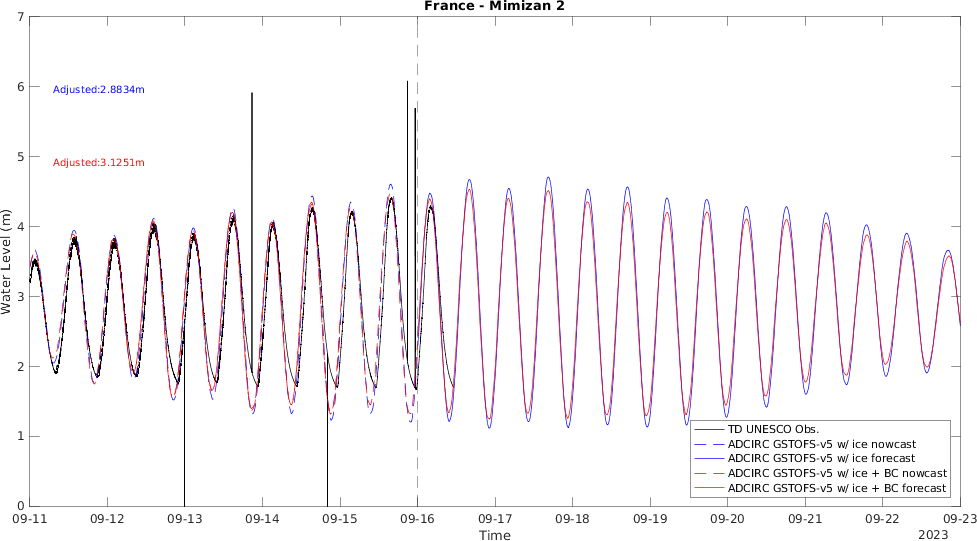 France - Mimizan 2
7
6
5
4
3
2
1
0
Water Level (m)
Adjusted:2.8834m
Adjusted:3.1251m
TD UNESCO Obs.
ADCIRC GSTOFS-v5 w/ ice nowcast
ADCIRC GSTOFS-v5 w/ ice forecast
ADCIRC GSTOFS-v5 w/ ice + BC nowcast
ADCIRC GSTOFS-v5 w/ ice + BC forecast
09-11 09-12 09-13 09-14 09-15 09-16 09-17 09-18 09-19 09-20 09-21 09-22 09-23
Time
2023